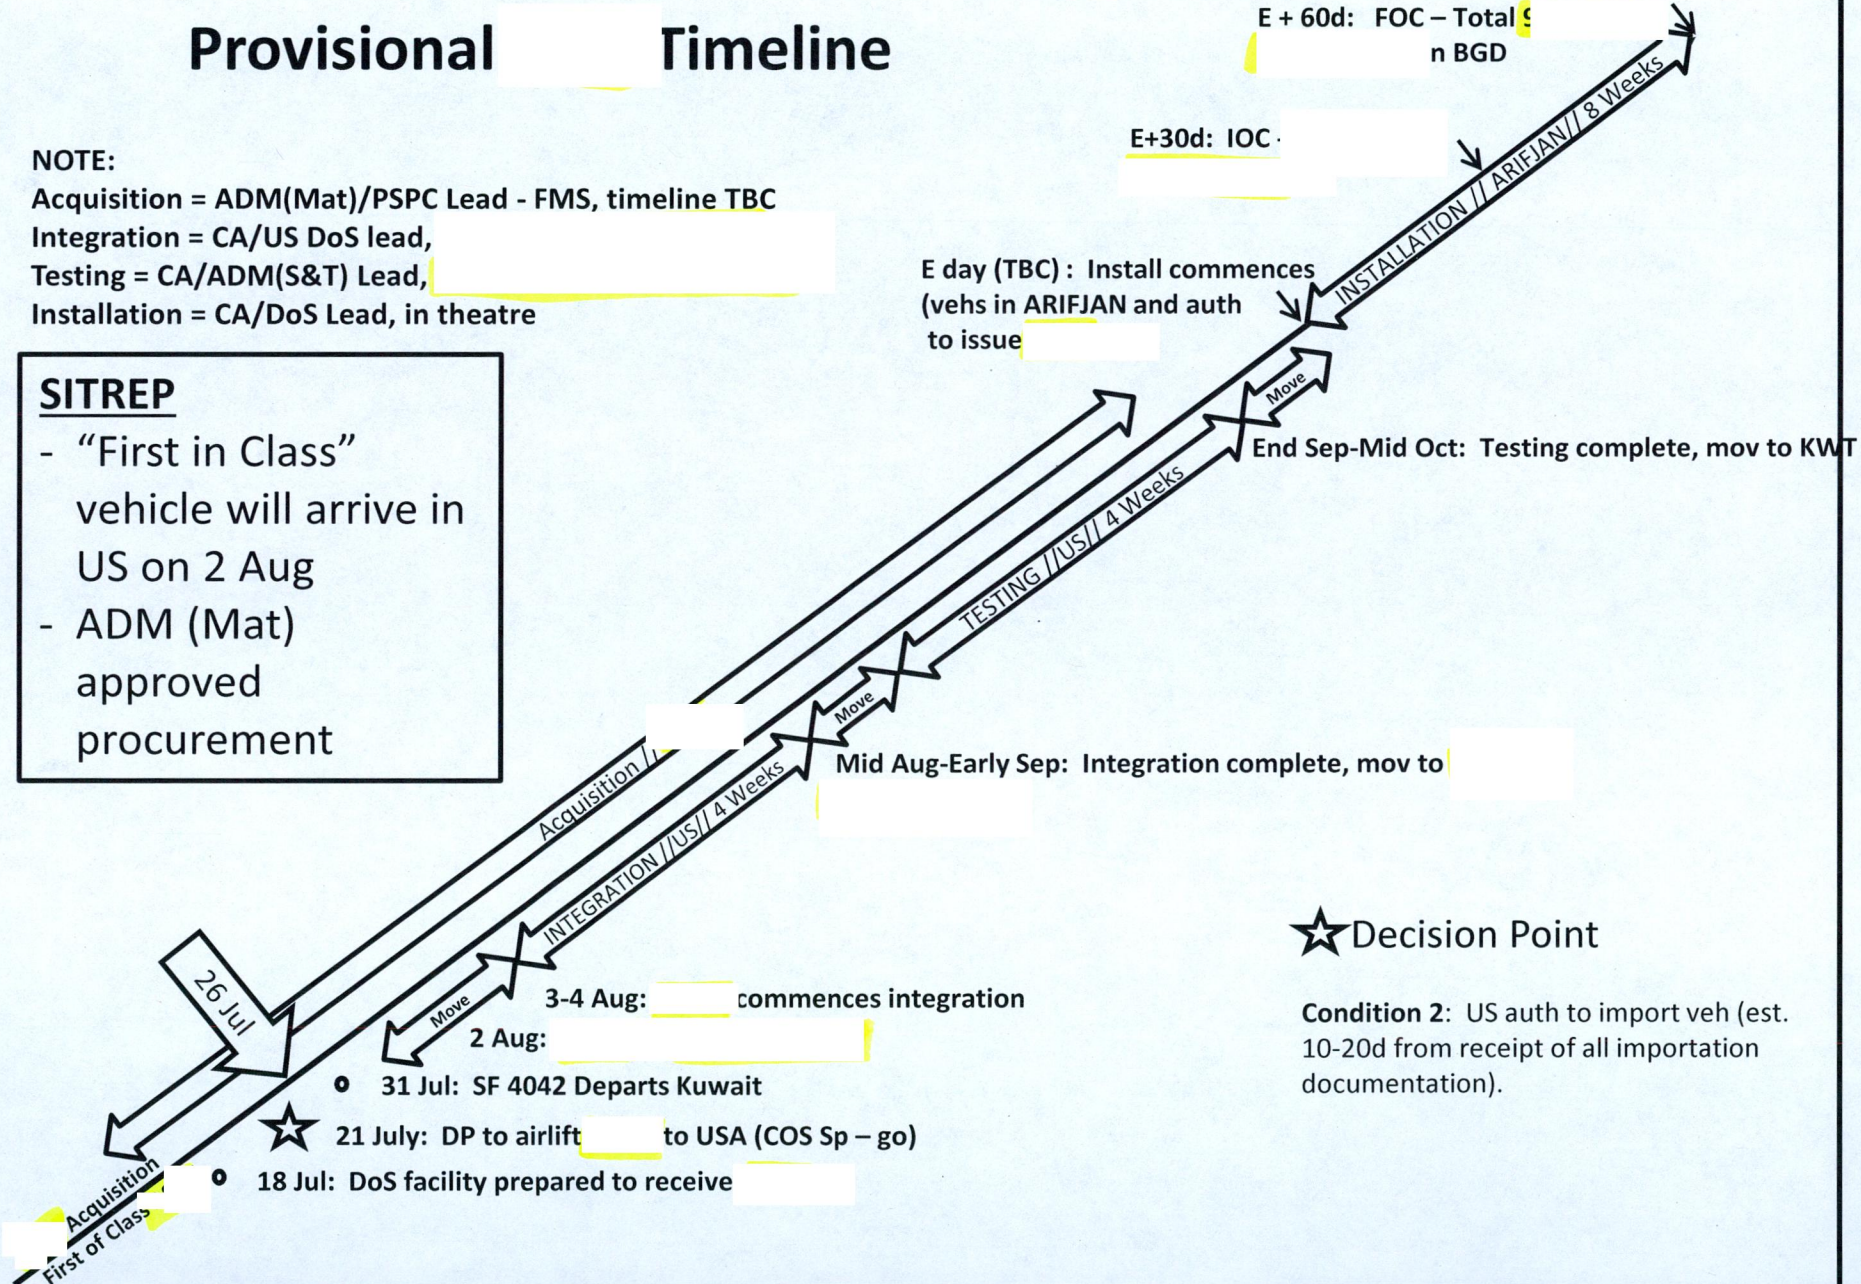 Provisional Timeline
E + 60d: FOC – Total
n BGD
E+30d: IOC -
NOTE:
Acquisition = ADM(Mat)/PSPC Lead - FMS, timeline TBC
Integration = CA/US DoS lead,
Testing = CA/ADM(S&T) Lead,
Installation = CA/DoS Lead, in theatre
E day (TBC) : Install commences
(vehs in ARIFJAN and auth
to issue
INSTALLATION // ARIFJAN// 8 Weeks
SITREP
- “First in Class”
vehicle will arrive in
US on 2 Aug
- ADM (Mat)
approved
procurement
Move
End Sep-Mid Oct: Testing complete, mov to KWT
TESTING //US// 4 Weeks
Move
Mid Aug-Early Sep: Integration complete, mov to
Acquisition //
INTEGRATION //US// 4 Weeks
Decision Point
26 Jul
Move
3-4 Aug: commences integration
Condition 2: US auth to import veh (est.
10-20d from receipt of all importation
documentation).
2 Aug:
31 Jul: SF 4042 Departs Kuwait
21 July: DP to airlift to USA (COS Sp – go)
18 Jul: DoS facility prepared to receive
Acquisition
First of Class